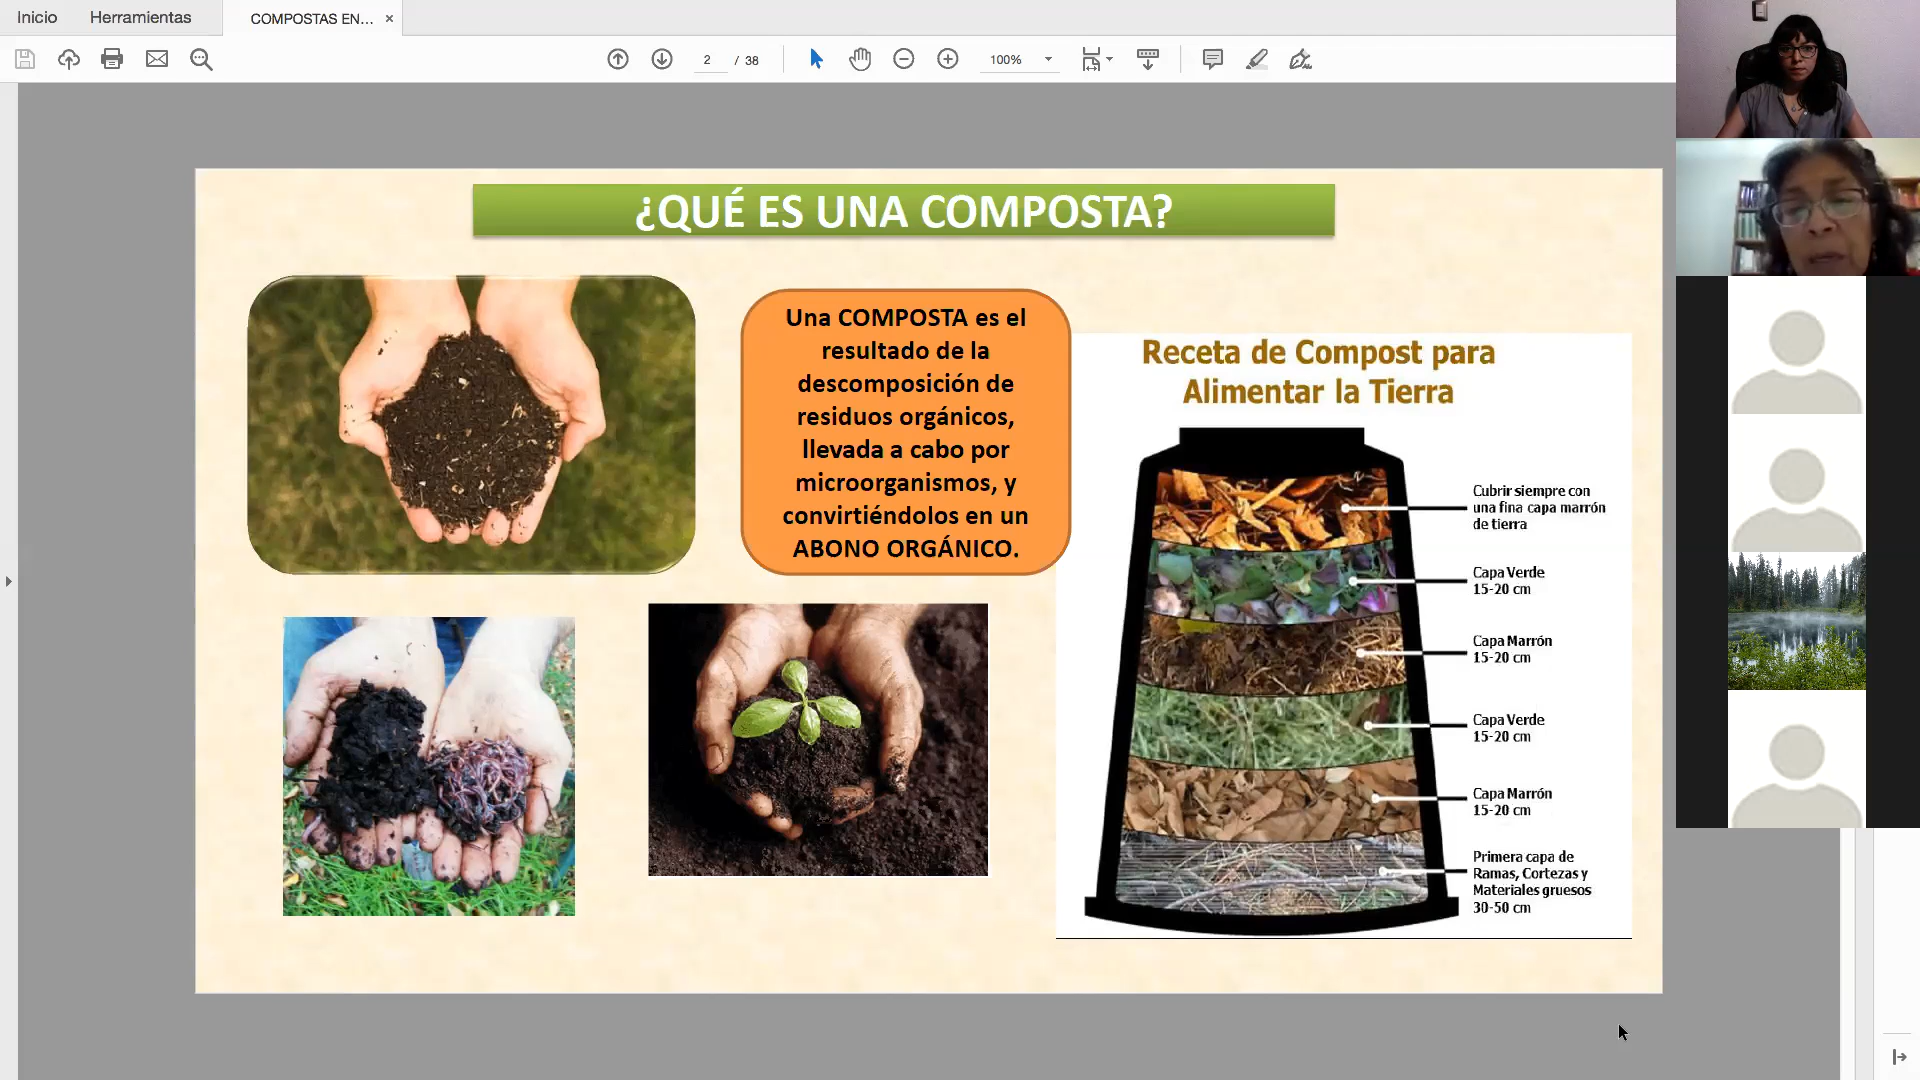 Inicio
Herramientas
COMPOSTAS EN...
2 / 38
100%
¿QUÉ ES UNA COMPOSTA?
Una COMPOSTA es el
resultado de la
descomposición de
residuos orgánicos,
llevada a cabo por
microorganismos, y
convirtiéndolos en un
ABONO ORGÁNICO.
Receta de Compost para
Alimentar la Tierra
Cubrir siempre con
una fina capa marrón
de tierra
Capa Verde
15-20 cm
Capa Marrón
15-20 cm
Capa Verde
15-20 cm
Capa Marrón
15-20 cm
Primera capa de
Ramas, Cortezas y
Materiales gruesos
30-50 cm